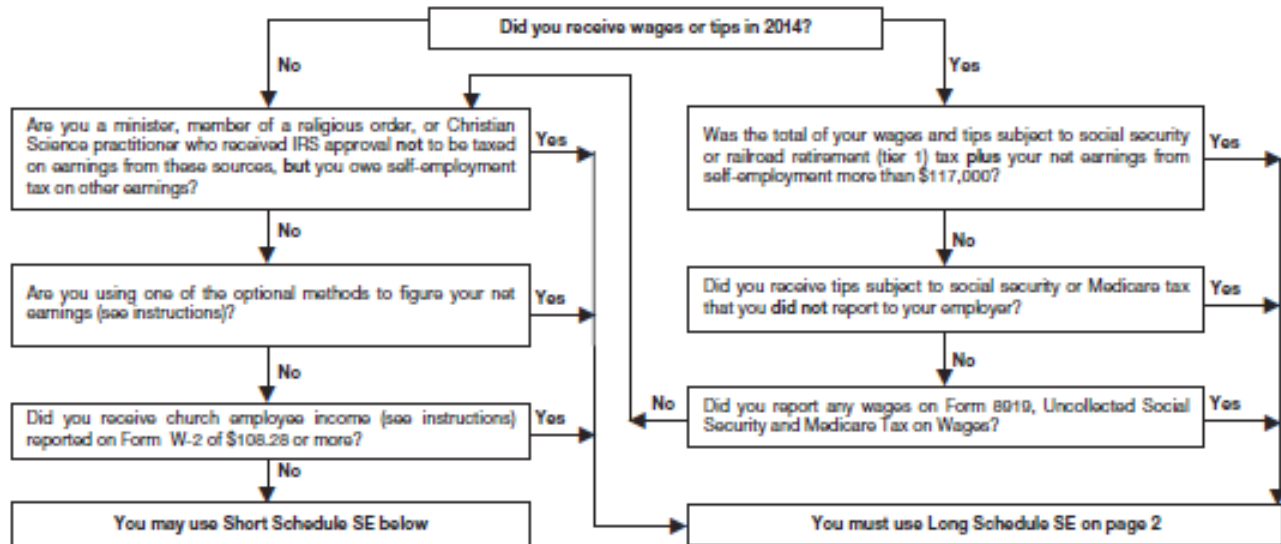 Did you receive wages or tips in 2014?
No
Yes
Are you a minister, member of a religious order, or Christian
Science practitioner who received IRS approval not to be taxed
on earnings from these sources, but you owe self-employment
tax on other earnings?
Yes
Was the total of your wages and tips subject to social security
or railroad retirement (tier 1) tax plus your net earnings from
self-employment more than $117,000?
Yes
No
No
Are you using one of the optional methods to figure your net
earnings (see instructions)?
Yes
Did you receive tips subject to social security or Medicare tax
that you did not report to your employer?
Yes
No
No
Did you receive church employee income (see instructions)
reported on Form W-2 of $108.28 or more?
Yes
No
Did you report any wages on Form 8919, Uncollected Social
Security and Medicare Tax on Wages?
Yes
No
You may use Short Schedule SE below
You must use Long Schedule SE on page 2